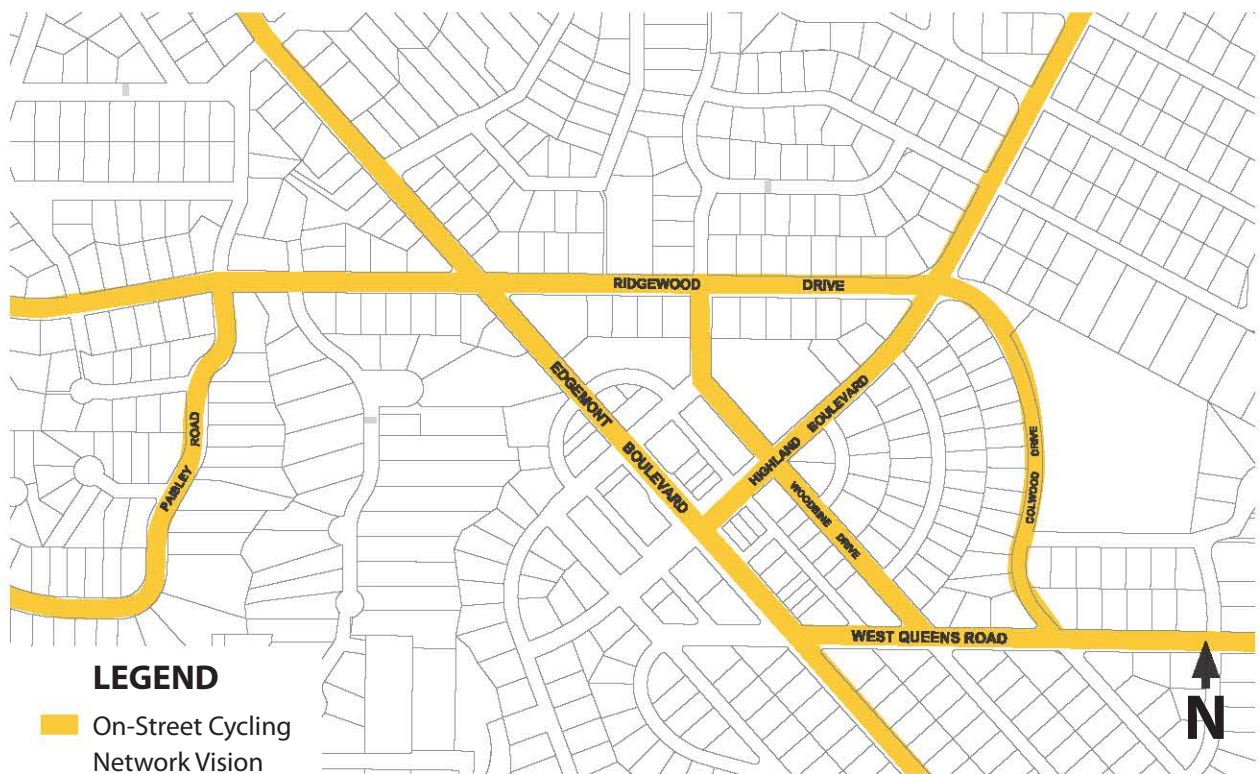 RIDGEWOOD DRIVE
EDGEMONT BOULEVARD
HIGHLAND BOULEVARD
PAISLEY ROAD
COLWOOD DRIVE
WOODBINE DRIVE
WEST QUEENS ROAD
LEGEND
On-Street Cycling
Network Vision
N